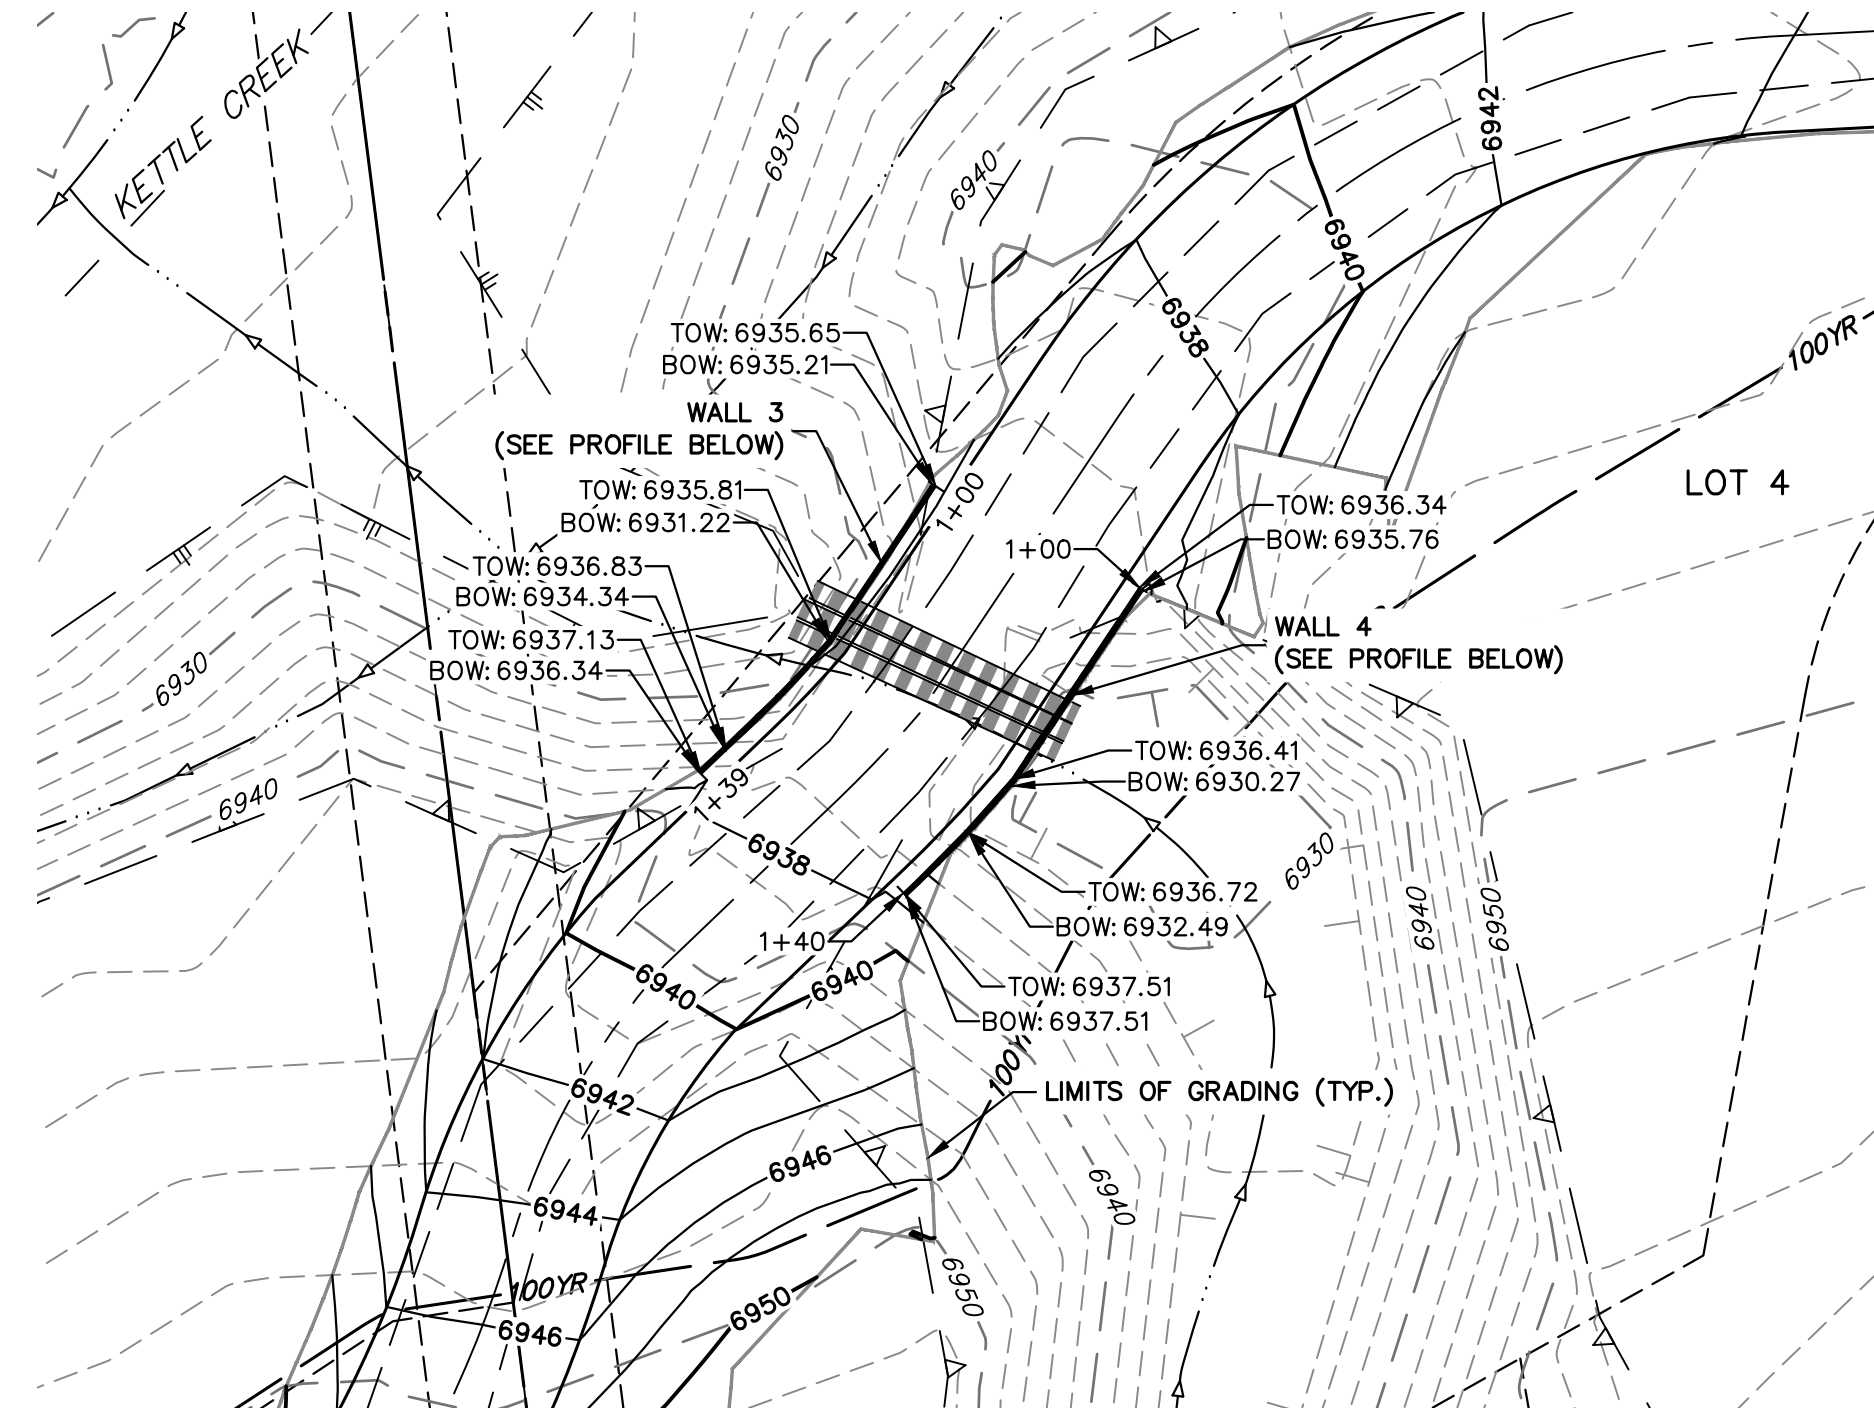 KETTLE CREEK
6930
6940
6942
6940
6938
100YR
TOW: 6935.65
BOW: 6935.21
WALL 3
(SEE PROFILE BELOW)
TOW: 6935.81
BOW: 6931.22
TOW: 6936.83
BOW: 6934.34
TOW: 6937.13
BOW: 6936.34
1+00
1+00
TOW: 6936.34
BOW: 6935.76
LOT 4
WALL 4
(SEE PROFILE BELOW)
6930
6940
1+39
TOW: 6936.41
BOW: 6930.27
6938
6930
6940
6950
TOW: 6936.72
BOW: 6932.49
1+40
6940
6940
TOW: 6937.51
BOW: 6937.51
100YR
LIMITS OF GRADING (TYP.)
6942
6946
6944
6940
100YR
6950
6950
6946